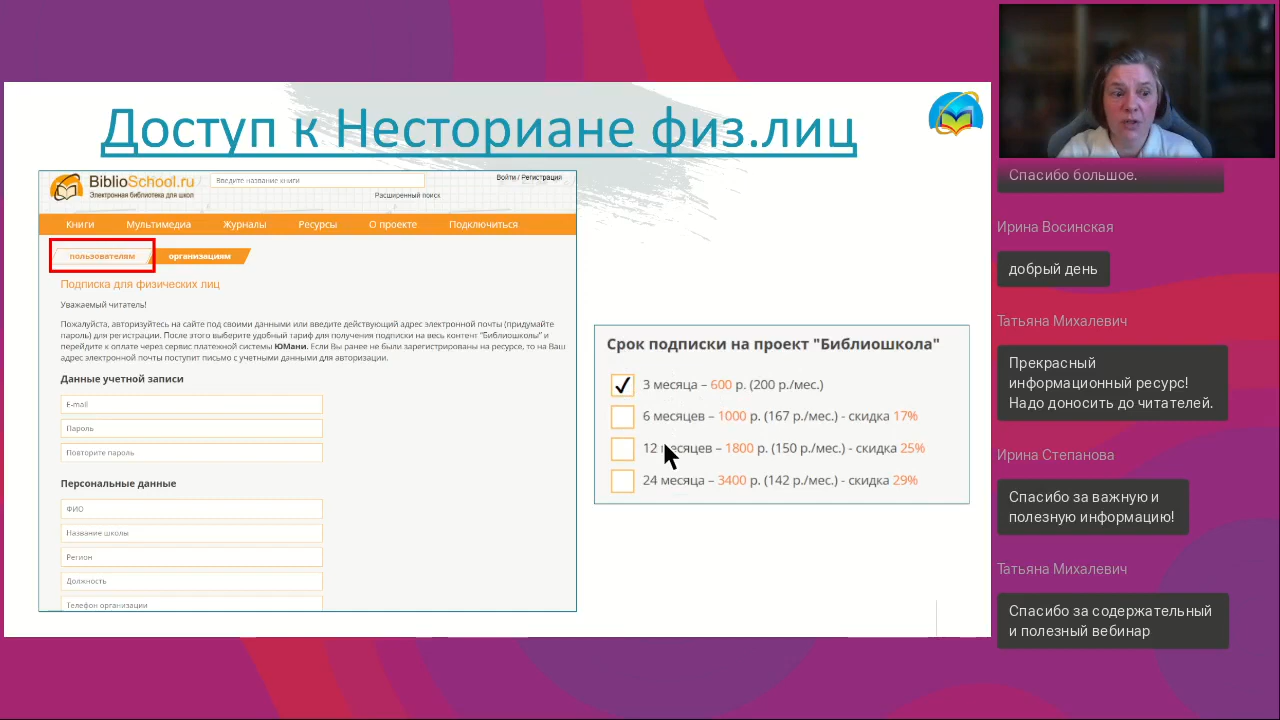 Доступ к Несториане физ.лиц
BiblioSchool.ru
Электронная библиотека для школ
Введите название книги
Расширенный поиск
Войти / Регистрация
Книги Мультимедиа Журналы Ресурсы О проекте Подключиться
пользователям организациям
Подписка для физических лиц
Уважаемый читатель!
Пожалуйста, авторизуйтесь на сайте под своими данными или введите действующий адрес электронной почты (придумайте
пароль) для регистрации. После этого выберите удобный тариф для получения подписки на весь контент "Библиошколы" и
перейдите к оплате через сервис платежной системы ЮМани. Если Вы ранее не были зарегистрированы на ресурсе, то на Ваш
адрес электронной почты поступит письмо с учетными данными для авторизации.
Данные учетной записи
E-mail
Пароль
Повторите пароль
Персональные данные
ФИО
Название школы
Регион
Должность
Телефон организации
Срок подписки на проект "Библиошкола"
3 месяца – 600 р. (200 р./мес.)
6 месяцев – 1000 р. (167 р./мес.) - скидка 17%
12 месяцев – 1800 р. (150 р./мес.) - скидка 25%
24 месяца – 3400 р. (142 р./мес.) - скидка 29%
Спасибо большое.
Ирина Восинская
добрый день
Татьяна Михалевич
Прекрасный
информационный ресурс!
Надо доносить до читателей.
Ирина Степанова
Спасибо за важную и
полезную информацию!
Татьяна Михалевич
Спасибо за содержательный
и полезный вебинар